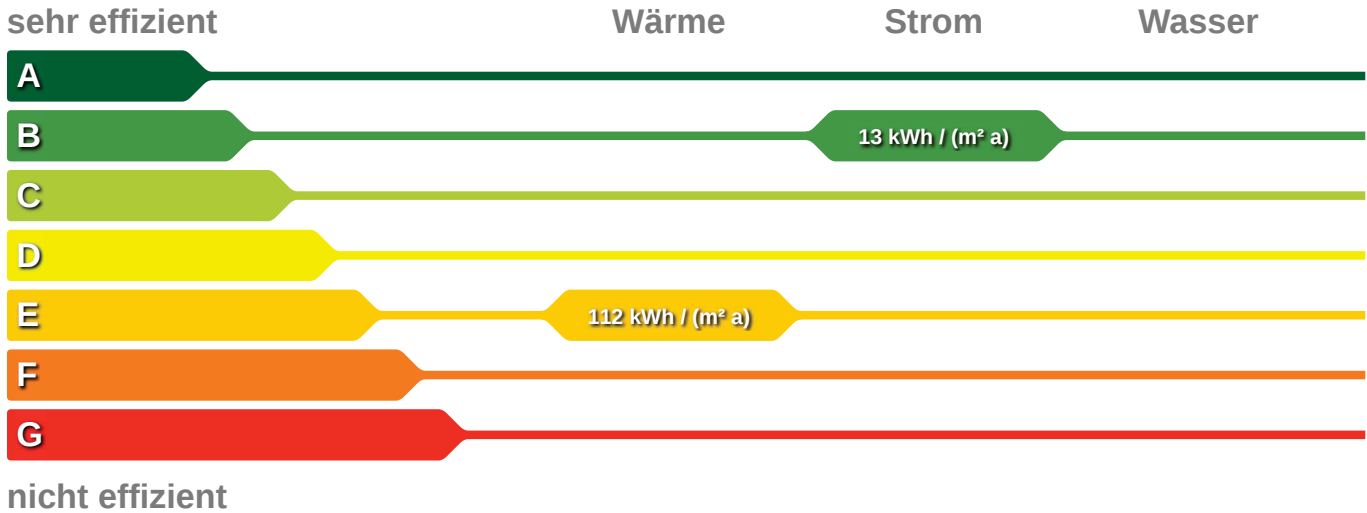 sehr effizient Wärme Strom Wasser
A
B 13 kWh / (m² a)
C
D
E 112 kWh / (m² a)
F
G
nicht effizient